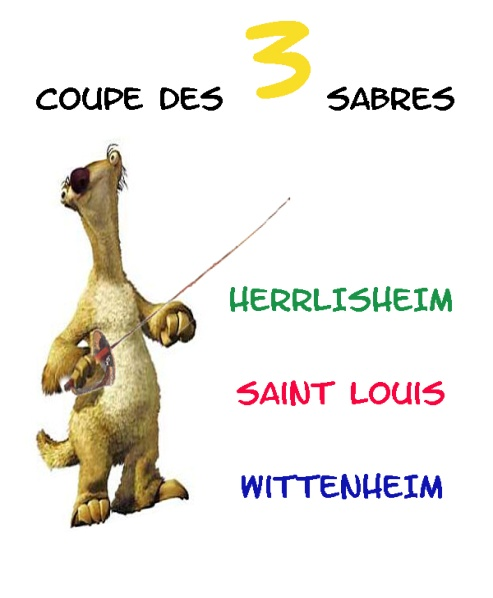 COUPE DES 3 SABRES
HERRLISHEIM
SAINT LOUIS
WITTENHEIM